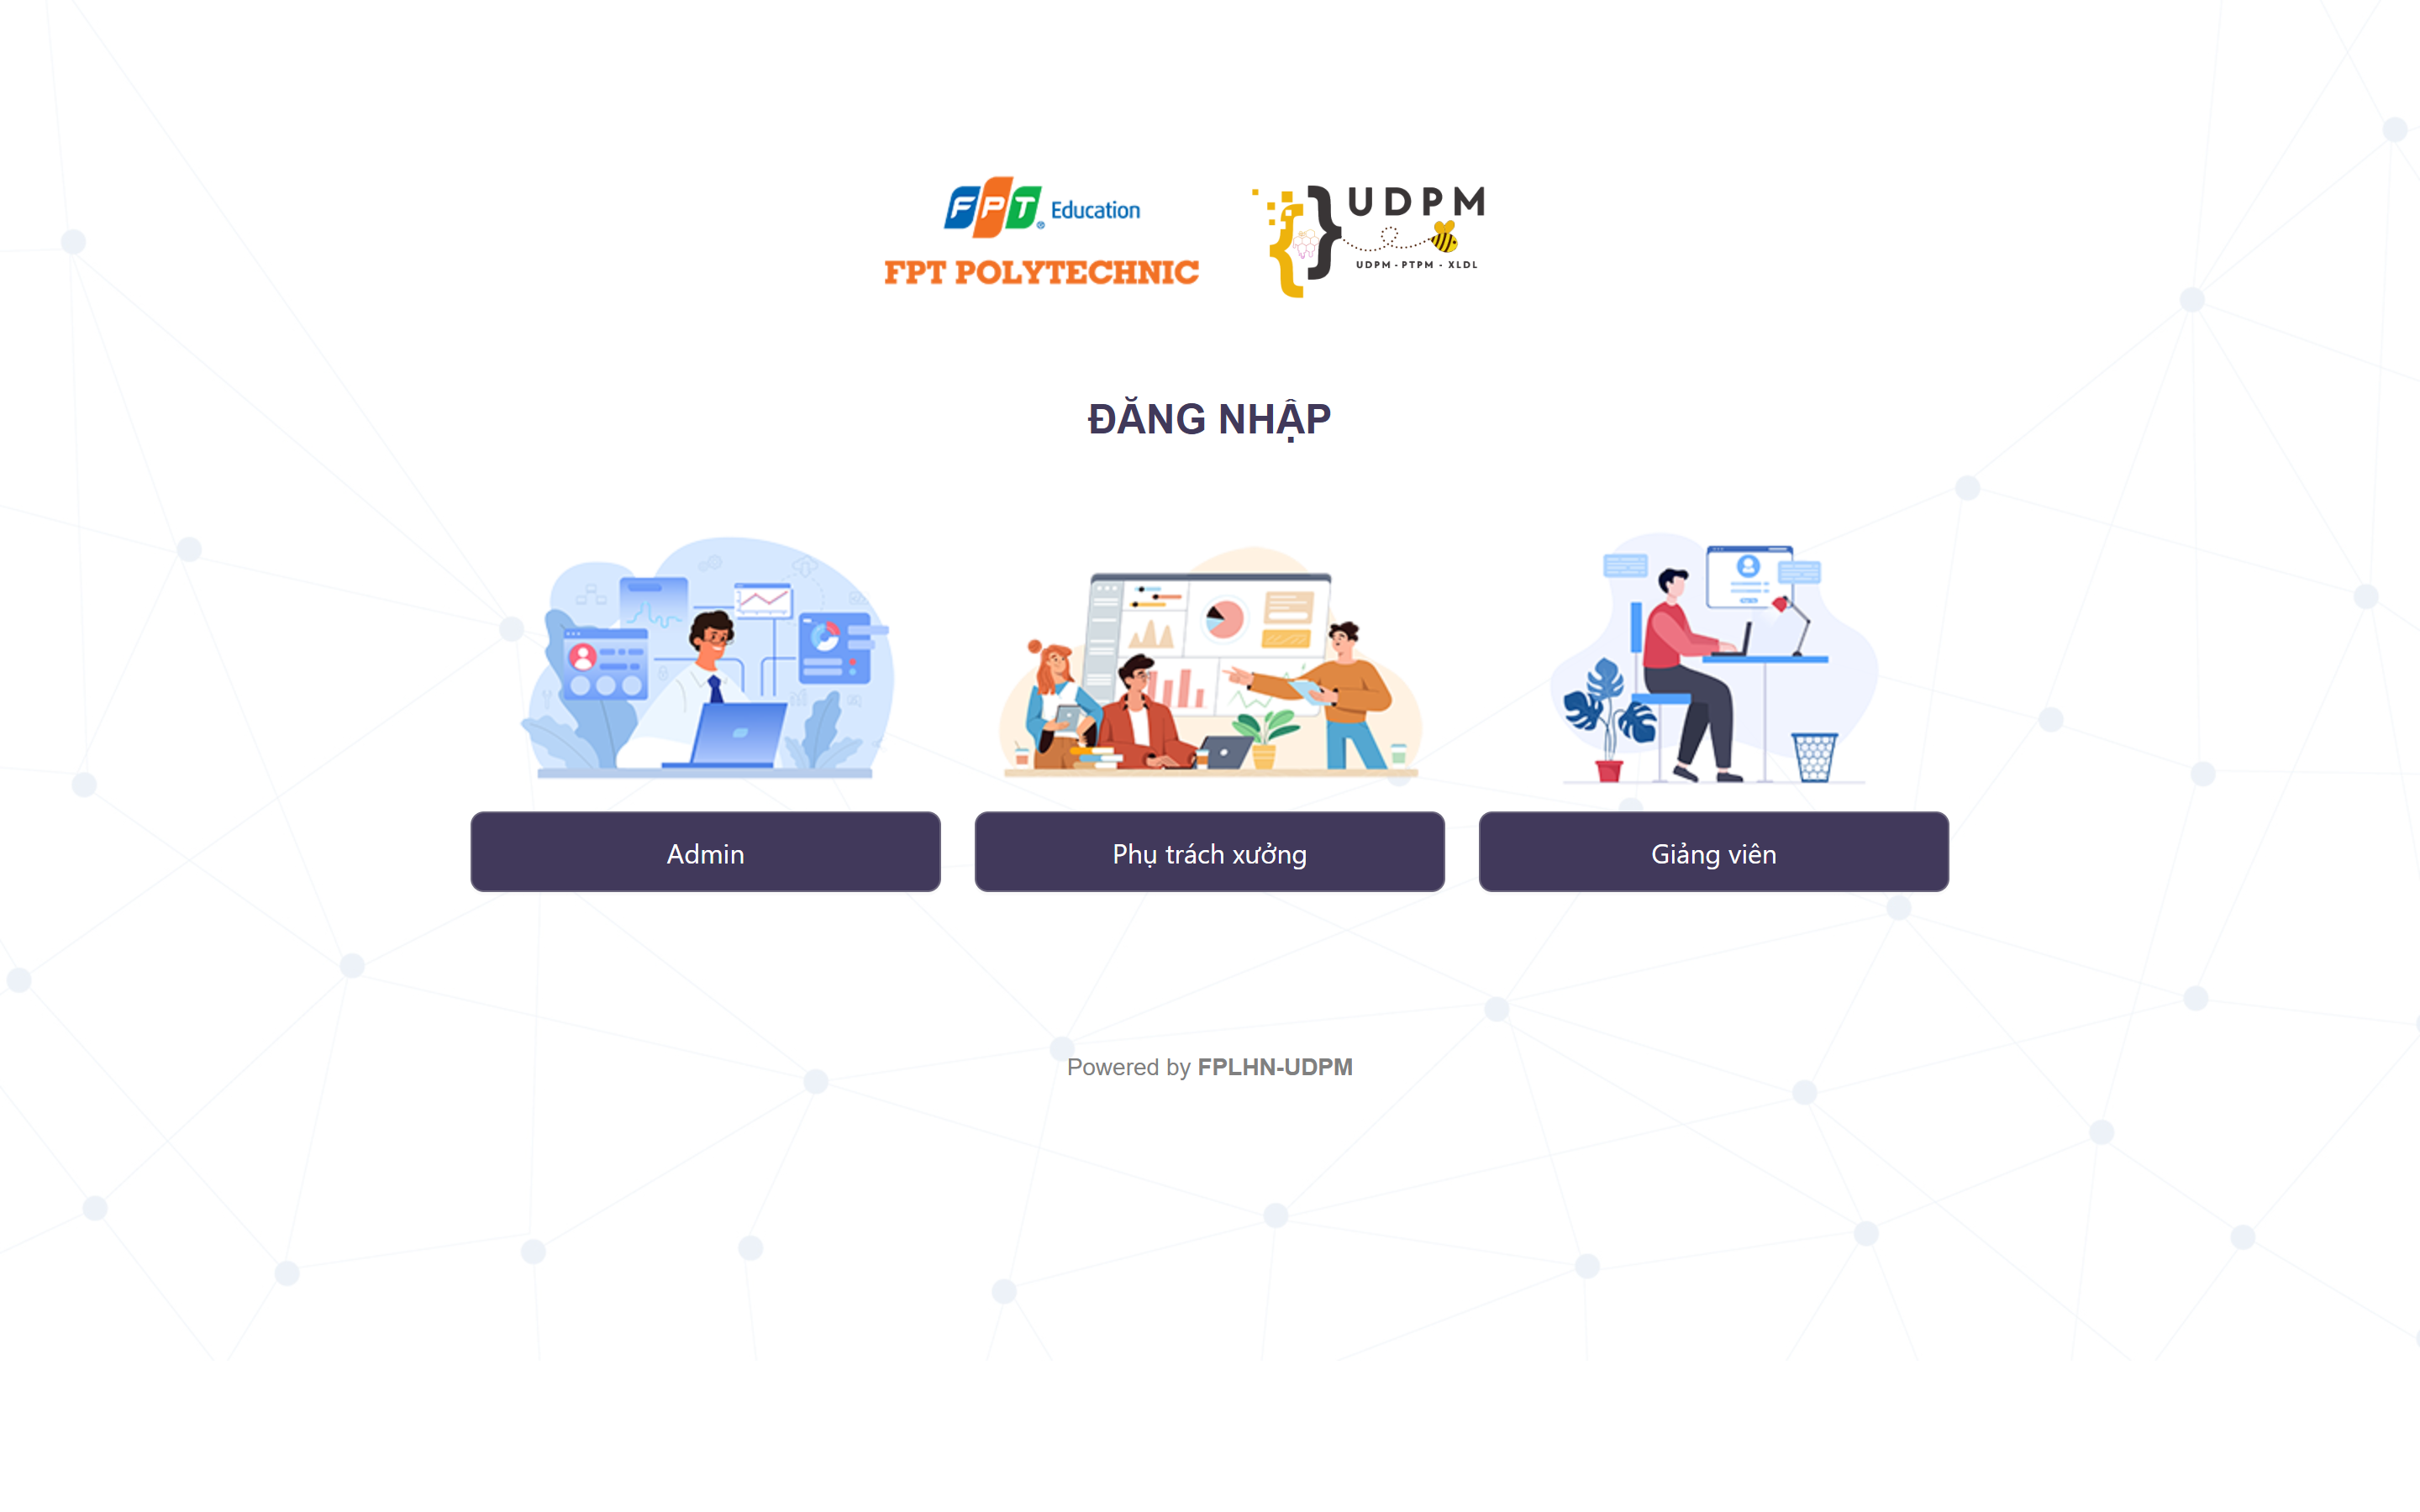 FPT Education
FPT POLYTECHNIC
UDPM
UDPM - PTPM - XLDL
ĐĂNG NHẬP
Admin
Phụ trách xưởng
Giảng viên
Powered by FPLHN-UDPM